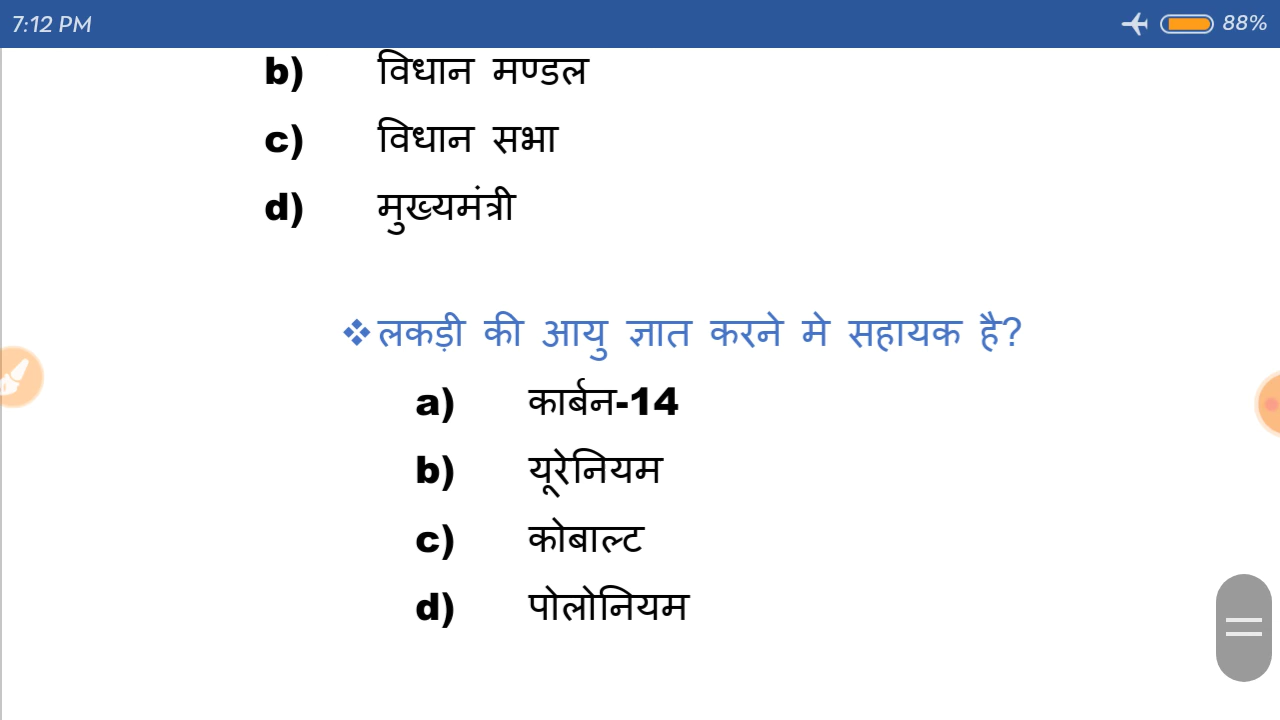 7:12 PM 88%
b) विधान मण्डल
c) विधान सभा
d) मुख्यमंत्री
❖ लकड़ी की आयु ज्ञात करने मे सहायक है?
a) कार्बन-14
b) यूरेनियम
c) कोबाल्ट
d) पोलोनियम